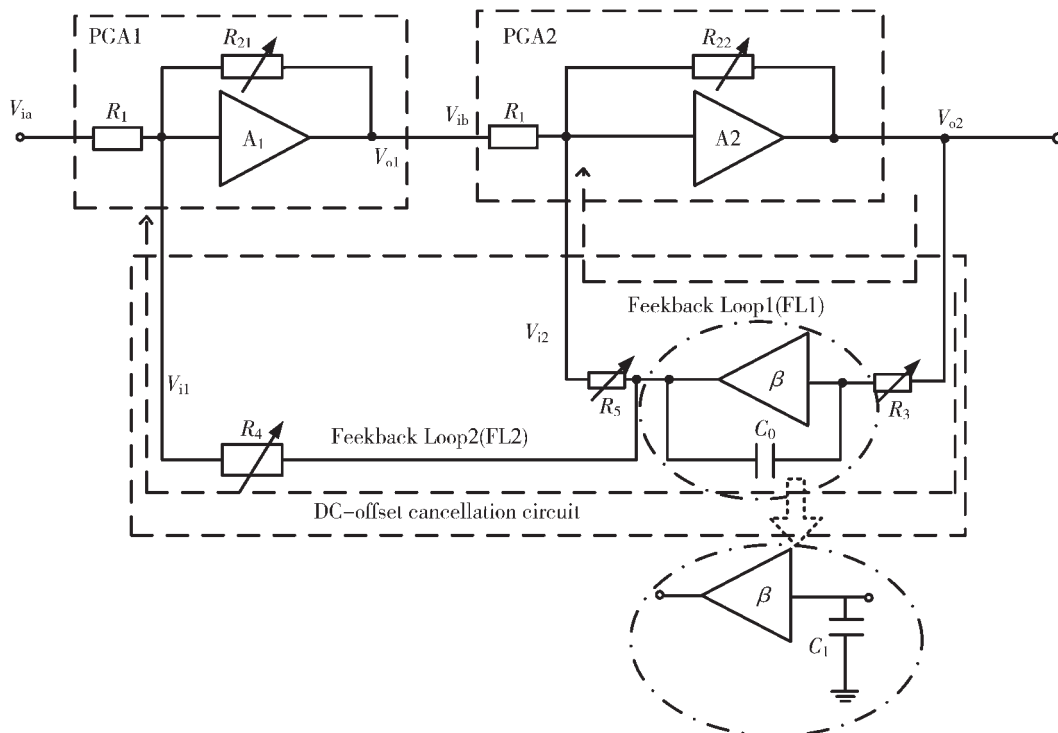 PGA1
R21
Via
R1
A1
Vo1
PGA2
R22
Vib
R1
A2
Vo2
Feekback Loop1(FL1)
Vi2
Vi1
β
R5
R3
R4
Feekback Loop2(FL2)
C0
DC-offset cancellation circuit
β
C1